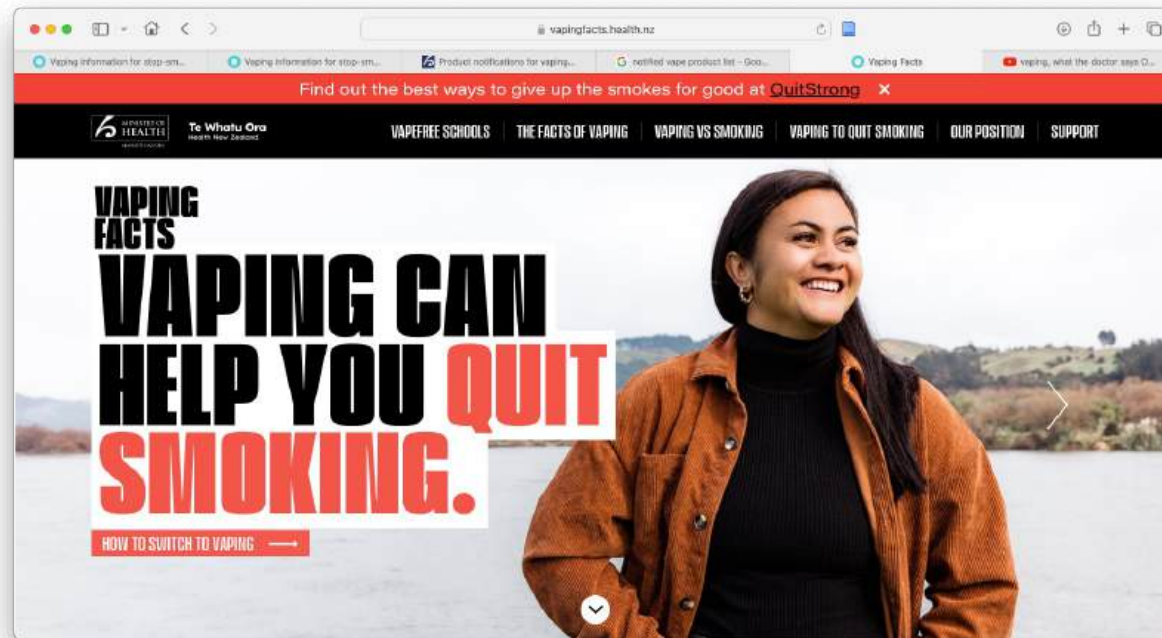 vapingfacts.health.nz
Vaping information for stop-sm...
Vaping information for stop-sm...
Product notifications for vaping...
notified vape product list - Goo...
Vaping Facts
vaping, what the doctor says O...
Find out the best ways to give up the smokes for good at QuitStrong ×
MINISTRY OF
HEALTH
Te Whatu Ora
Health New Zealand
VAPEFREE SCHOOLS
THE FACTS OF VAPING
VAPING VS SMOKING
VAPING TO QUIT SMOKING
OUR POSITION
SUPPORT
VAPING
FACTS
VAPING CAN
HELP YOU QUIT
SMOKING.
HOW TO SWITCH TO VAPING